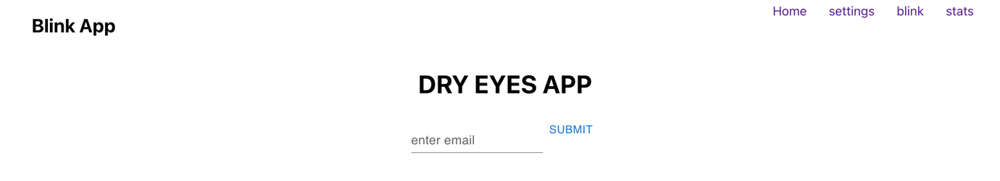 Blink App
Home settings blink stats
DRY EYES APP
enter email
SUBMIT